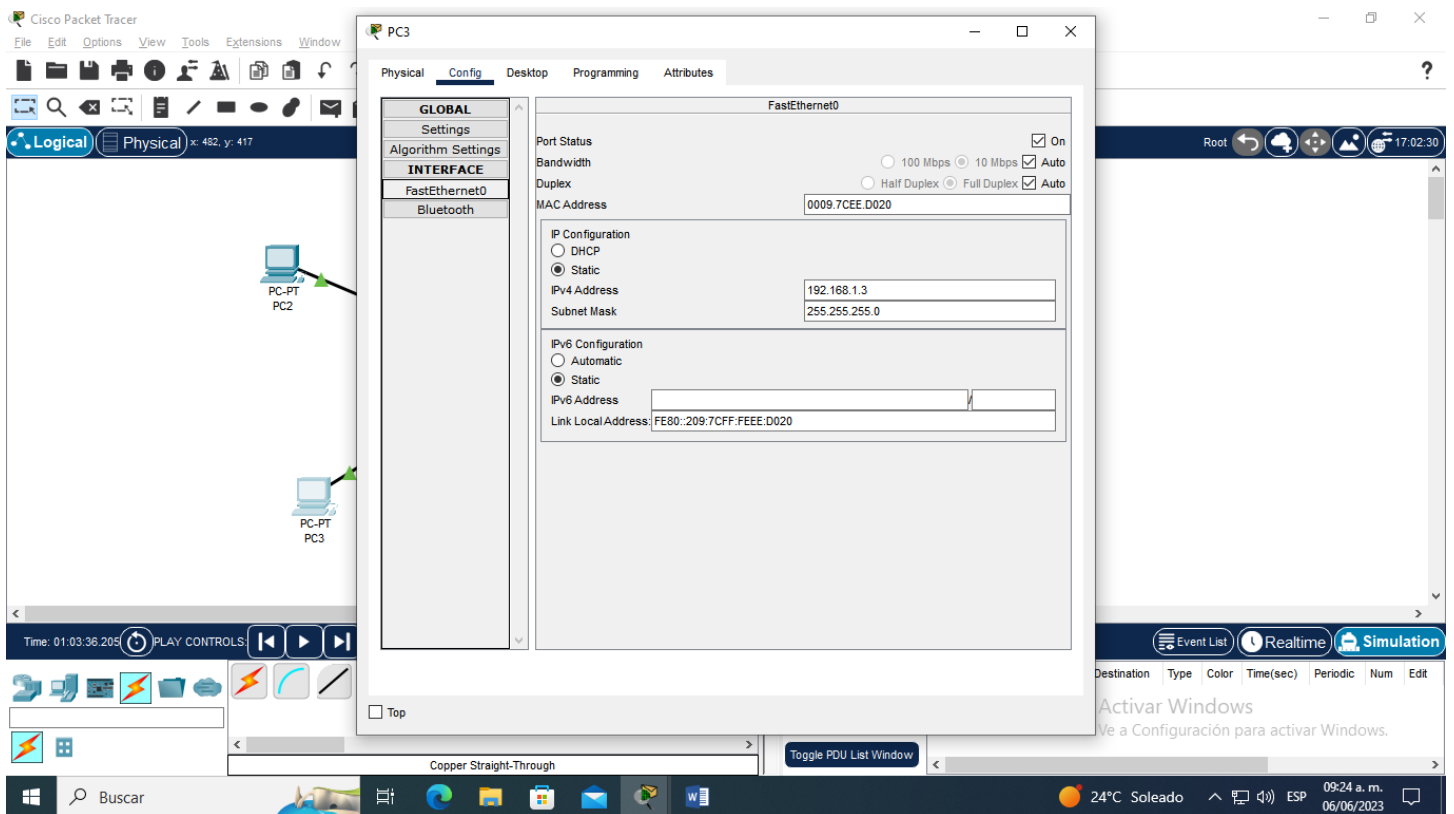 Cisco Packet Tracer
File Edit Options View Tools Extensions Window
?
Logical Physical x: 482, y: 417
Root 17:02:30
PC-PT
PC2
PC-PT
PC3
PC3
Physical Config Desktop Programming Attributes
GLOBAL
Settings
Algorithm Settings
INTERFACE
FastEthernet0
Bluetooth
FastEthernet0
Port Status On
Bandwidth 100 Mbps 10 Mbps Auto
Duplex Half Duplex Full Duplex Auto
MAC Address 0009.7CEE.D020
IP Configuration
DHCP
Static
IPv4 Address 192.168.1.3
Subnet Mask 255.255.255.0
IPv6 Configuration
Automatic
Static
IPv6 Address /
Link Local Address: FE80::209:7CFF:FEEE:D020
Top
Time: 01:03:36.205 PLAY CONTROLS:
Event List Realtime Simulation
Destination Type Color Time(sec) Periodic Num Edit
Activar Windows
Ve a Configuración para activar Windows.
Toggle PDU List Window
Copper Straight-Through
Buscar
24°C Soleado ESP 09:24 a. m.
06/06/2023